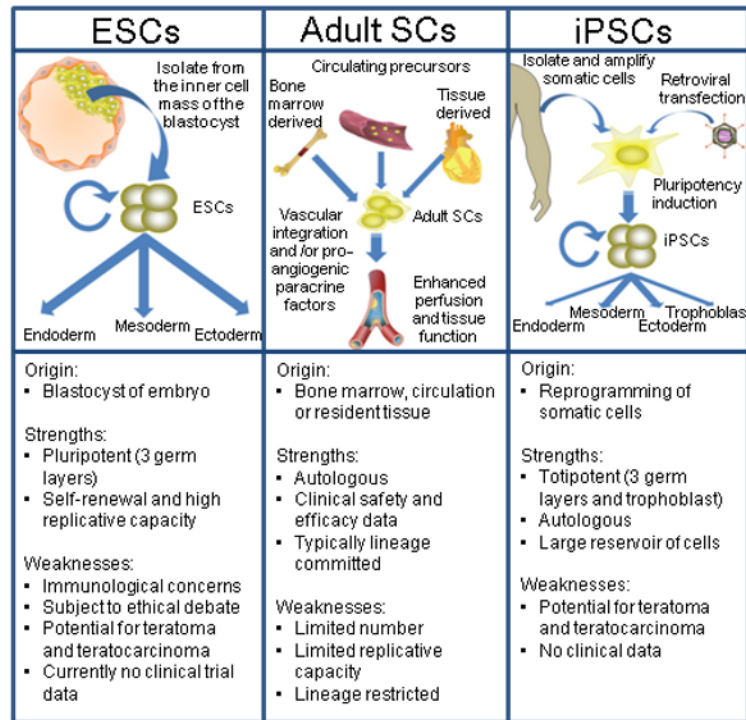 ESCs
Isolate from
the inner cell
mass of the
blastocyst
ESCs
Endoderm
Mesoderm
Ectoderm
Origin:
▪ Blastocyst of embryo
Strengths:
▪ Pluripotent (3 germ
layers)
▪ Self-renewal and high
replicative capacity
Weaknesses:
▪ Immunological concerns
▪ Subject to ethical debate
▪ Potential for teratoma
and teratocarcinoma
▪ Currently no clinical trial
data
Adult SCs
Circulating precursors
Bone
marrow
derived
Tissue
derived
Adult SCs
Vascular
integration
and /or pro-
angiogenic
paracrine
factors
Enhanced
perfusion
and tissue
function
Origin:
▪ Bone marrow, circulation
or resident tissue
Strengths:
▪ Autologous
▪ Clinical safety and
efficacy data
▪ Typically lineage
committed
Weaknesses:
▪ Limited number
▪ Limited replicative
capacity
▪ Lineage restricted
iPSCs
Isolate and amplify
somatic cells
Retroviral
transfection
Pluripotency
induction
iPSCs
Endoderm
Mesoderm
Ectoderm
Trophoblas
Origin:
▪ Reprogramming of
somatic cells
Strengths:
▪ Totipotent (3 germ
layers and trophoblast)
▪ Autologous
▪ Large reservoir of cells
Weaknesses:
▪ Potential for teratoma
and teratocarcinoma
▪ No clinical data